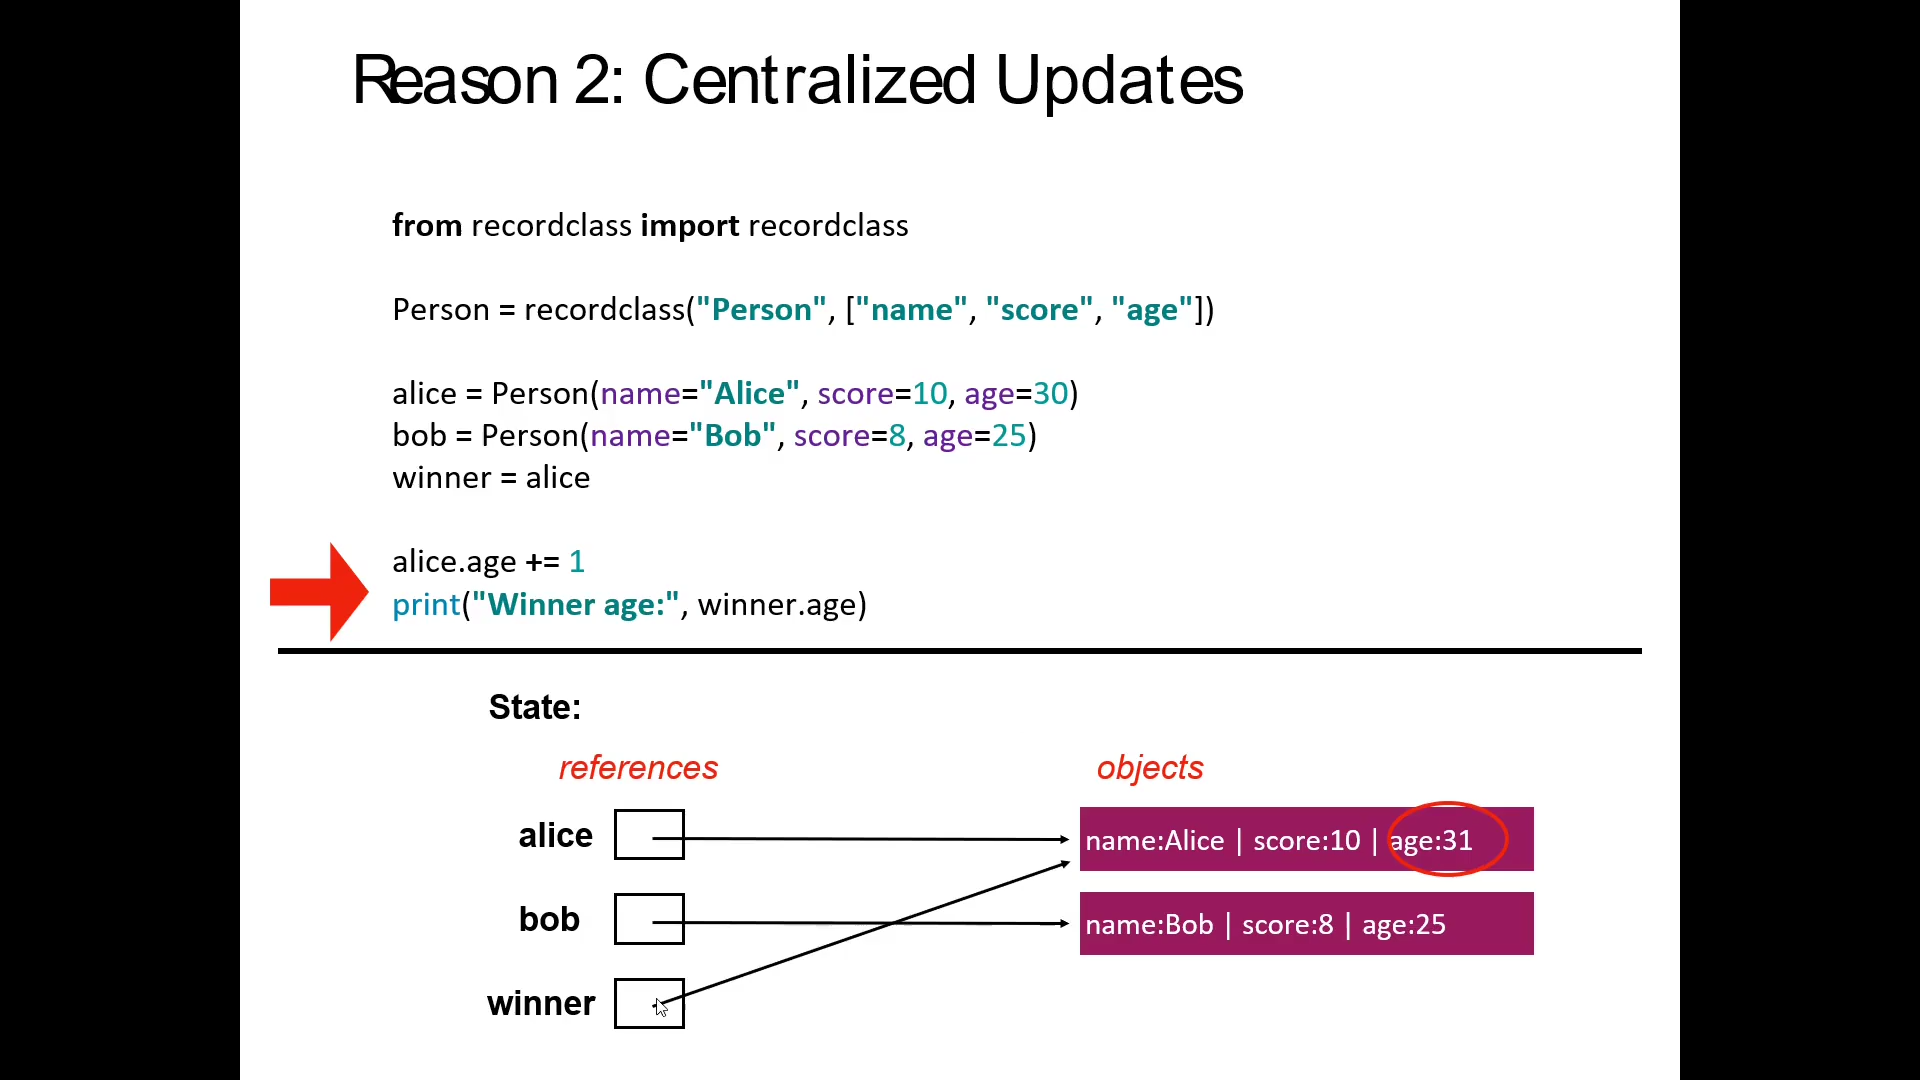 Reason 2: Centralized Updates
from recordclass import recordclass
Person = recordclass("Person", ["name", "score", "age"])
alice = Person(name="Alice", score=10, age=30)
bob = Person(name="Bob", score=8, age=25)
winner = alice
alice.age += 1
print("Winner age:", winner.age)
State:
references objects
alice name:Alice | score:10 | age:31
bob name:Bob | score:8 | age:25
winner